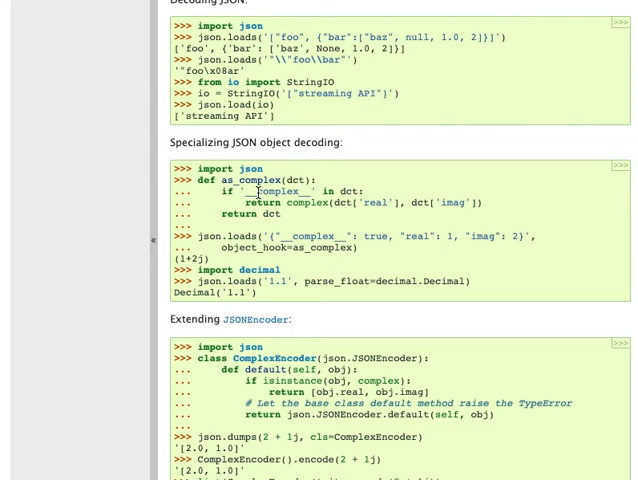 Decoding JSON:
>>>
>>> import json
>>> json.loads('["foo", {"bar":["baz", null, 1.0, 2]}]')
['foo', {'bar': ['baz', None, 1.0, 2]}]
>>> json.loads('"\\"foo\\bar"')
'"foo\x08ar'
>>> from io import StringIO
>>> io = StringIO('["streaming API"]')
>>> json.load(io)
['streaming API']
Specializing JSON object decoding:
>>>
>>> import json
>>> def as_complex(dct):
...     if '__complex__' in dct:
...         return complex(dct['real'], dct['imag'])
...     return dct
...
>>> json.loads('{"__complex__": true, "real": 1, "imag": 2}',
...     object_hook=as_complex)
(1+2j)
>>> import decimal
>>> json.loads('1.1', parse_float=decimal.Decimal)
Decimal('1.1')
«
Extending JSONEncoder:
>>>
>>> import json
>>> class ComplexEncoder(json.JSONEncoder):
...     def default(self, obj):
...         if isinstance(obj, complex):
...             return [obj.real, obj.imag]
...         # Let the base class default method raise the TypeError
...         return json.JSONEncoder.default(self, obj)
...
>>> json.dumps(2 + 1j, cls=ComplexEncoder)
'[2.0, 1.0]'
>>> ComplexEncoder().encode(2 + 1j)
'[2.0, 1.0]'